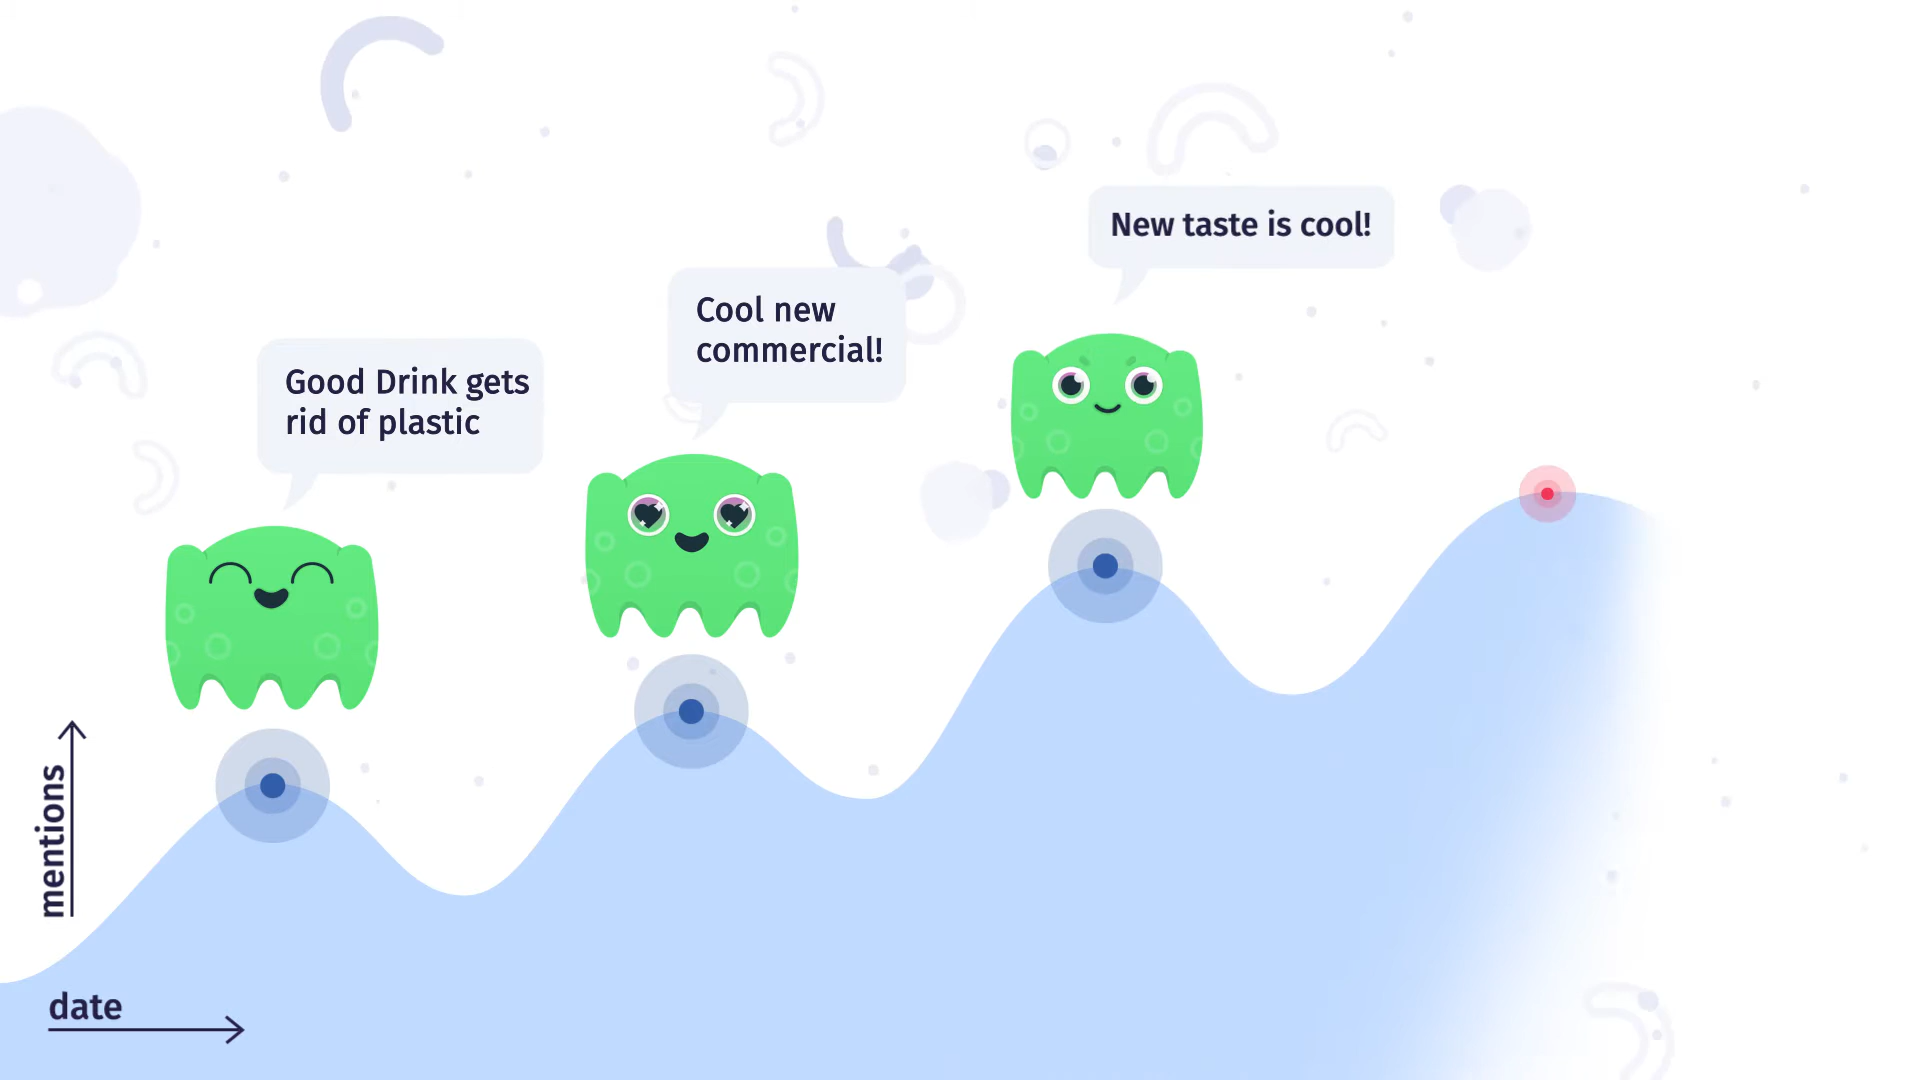 New taste is cool!
Cool new
commercial!
Good Drink gets
rid of plastic
mentions
date